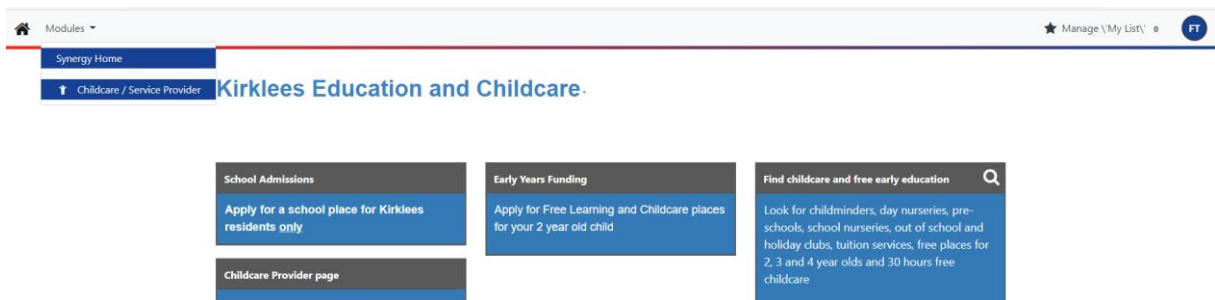 Modules
Manage \'My List\' 0
FT
Synergy Home
Childcare / Service Provider
Kirklees Education and Childcare.
School Admissions
Apply for a school place for Kirklees
residents only
Childcare Provider page
Early Years Funding
Apply for Free Learning and Childcare places
for your 2 year old child
Find childcare and free early education
Look for childminders, day nurseries, pre-
schools, school nurseries, out of school and
holiday clubs, tuition services, free places for
2, 3 and 4 year olds and 30 hours free
childcare